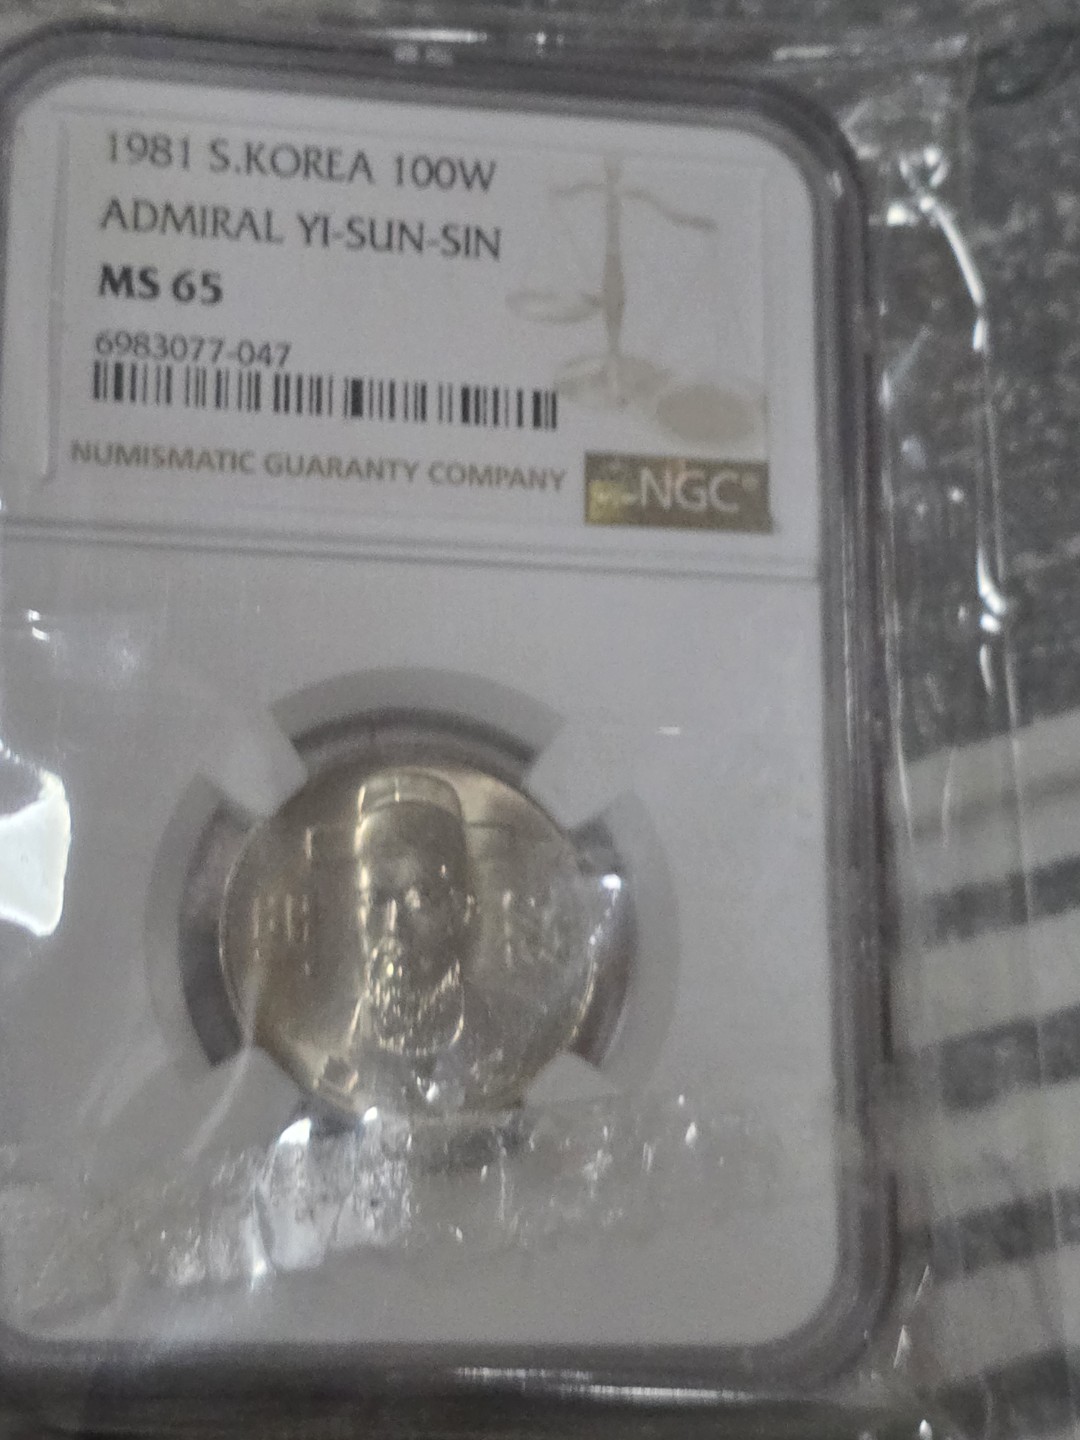 1981 S.KOREA 100W
ADMIRAL YI-SUN-SIN
MS 65
6983077-047
NUMISMATIC GUARANTY COMPANY
NGC